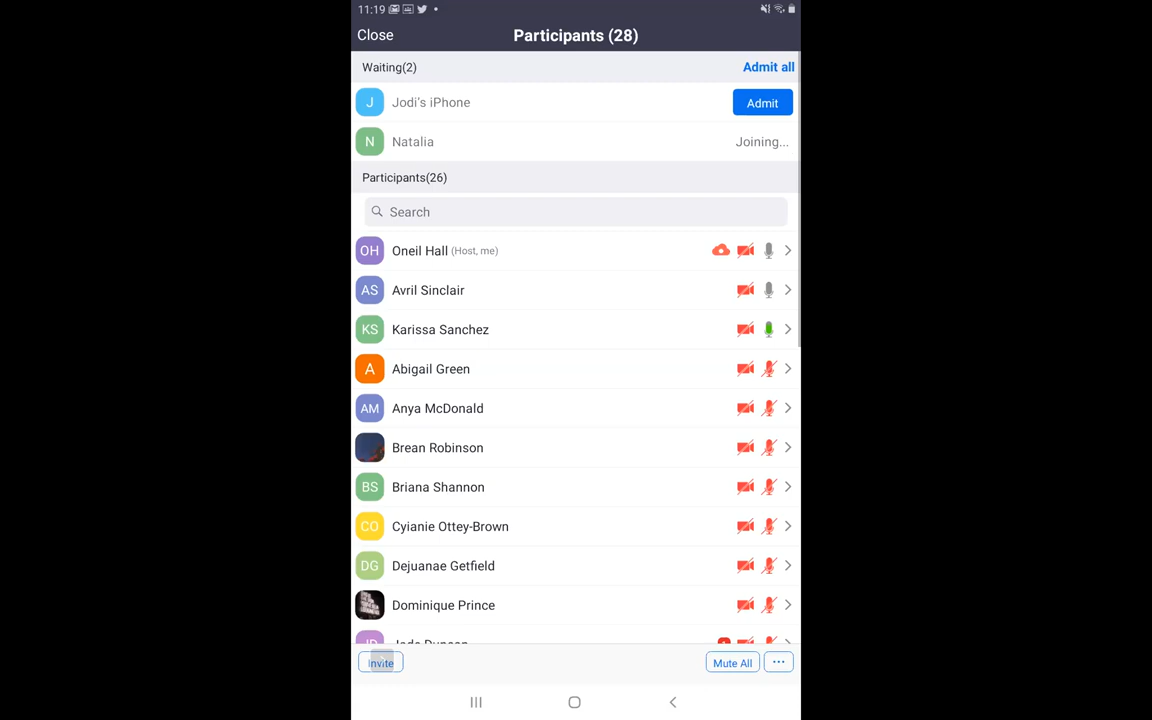 11:19
Close Participants (28)
Waiting(2) Admit all
J Jodi's iPhone Admit
N Natalia Joining...
Participants(26)
Search
OH Oneil Hall (Host, me)
AS Avril Sinclair
KS Karissa Sanchez
A Abigail Green
AM Anya McDonald
Brean Robinson
BS Briana Shannon
CO Cyianie Ottey-Brown
DG Dejuanae Getfield
Dominique Prince
Invite Mute All ...